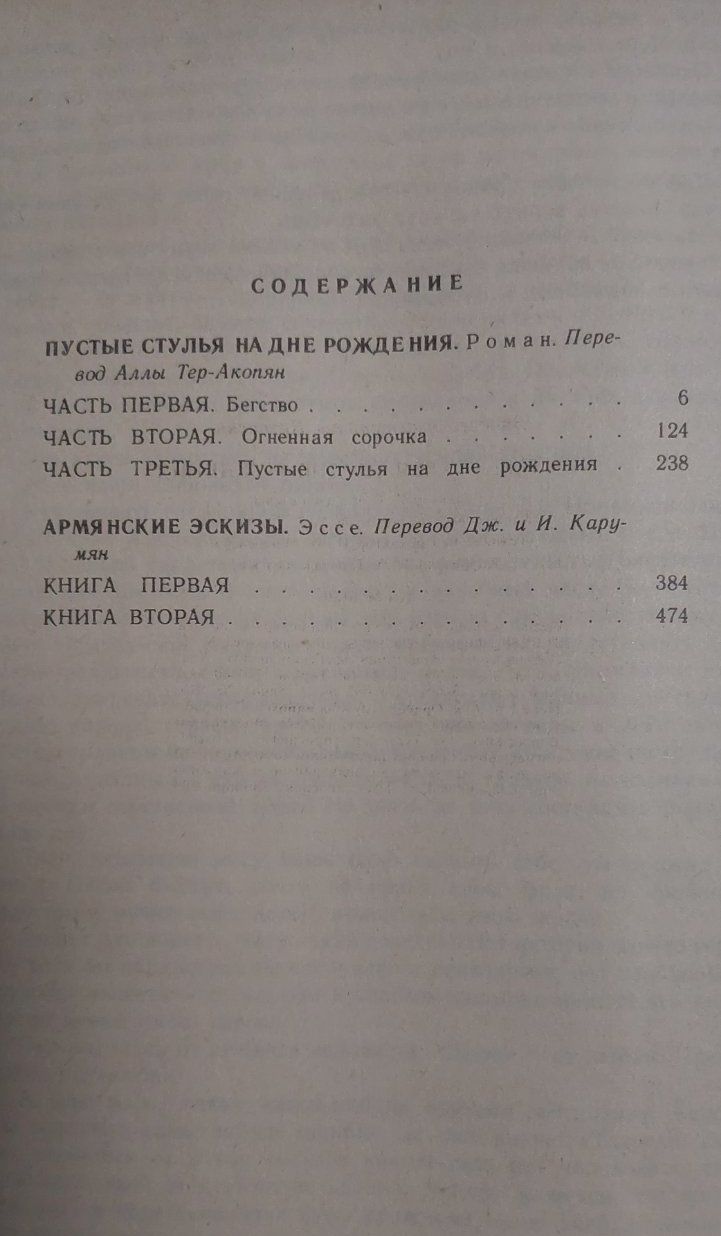 СОДЕРЖАНИЕ
ПУСТЫЕ СТУЛЬЯ НА ДНЕ РОЖДЕНИЯ. Роман. Пере-
вод Аллы Тер-Акопян
ЧАСТЬ ПЕРВАЯ. Бегство . . . . . . . . . . . . 6
ЧАСТЬ ВТОРАЯ. Огненная сорочка . . . . . . . 124
ЧАСТЬ ТРЕТЬЯ. Пустые стулья на дне рождения . 238
АРМЯНСКИЕ ЭСКИЗЫ. Эссе. Перевод Дж. и И. Кару-
мян
КНИГА ПЕРВАЯ . . . . . . . . . . . . . . 384
КНИГА ВТОРАЯ . . . . . . . . . . . . . . . 474